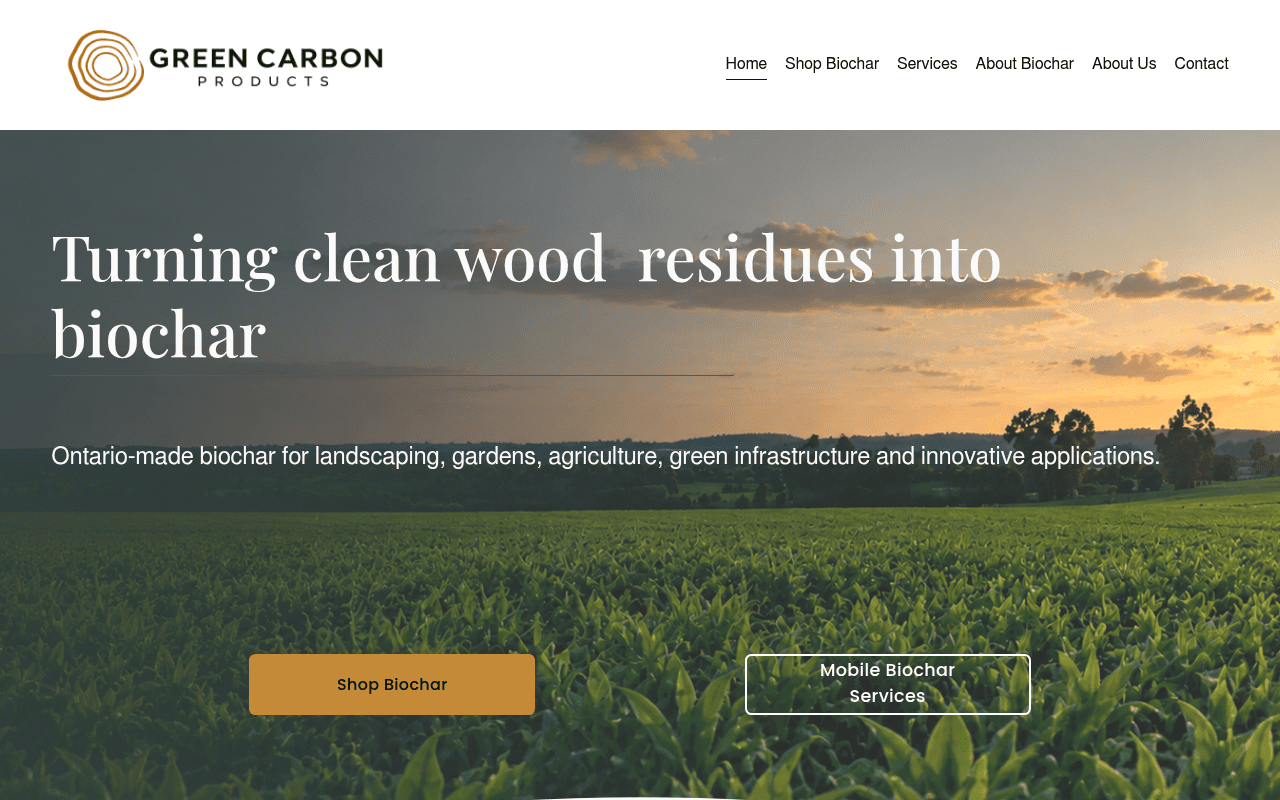 GREEN CARBON
PRODUCTS
Home Shop Biochar Services About Biochar About Us Contact
Turning clean wood  residues into
biochar
Ontario-made biochar for landscaping, gardens, agriculture, green infrastructure and innovative applications.
Shop Biochar
Mobile Biochar
Services